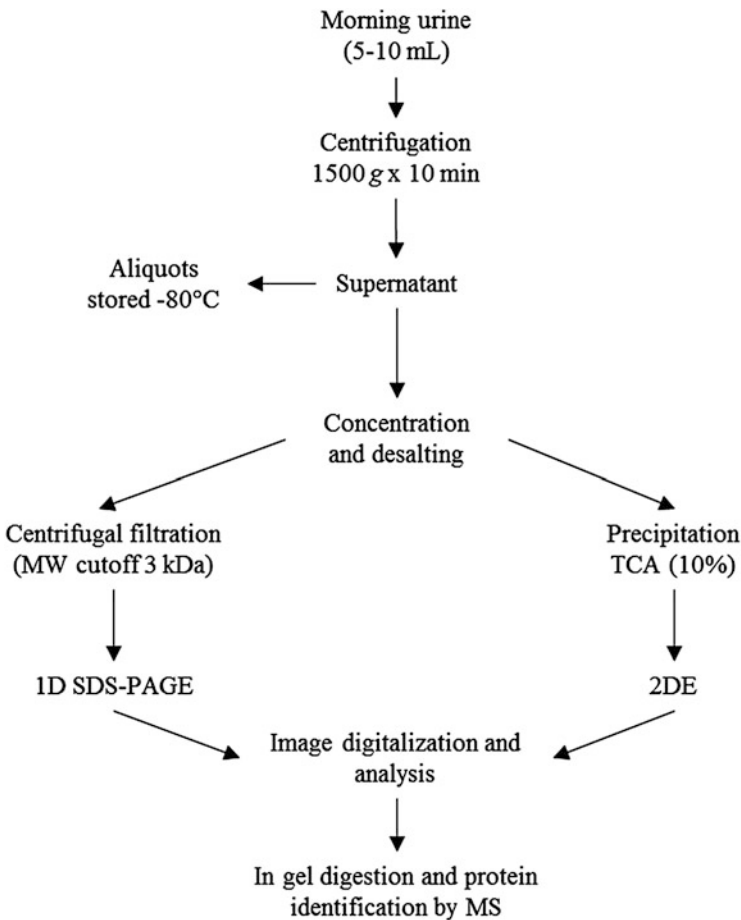 Morning urine
(5-10 mL)
Centrifugation
1500 g x 10 min
Aliquots
stored -80°C
Supernatant
Concentration
and desalting
Centrifugal filtration
(MW cutoff 3 kDa)
Precipitation
TCA (10%)
1D SDS-PAGE
2DE
Image digitalization and
analysis
In gel digestion and protein
identification by MS